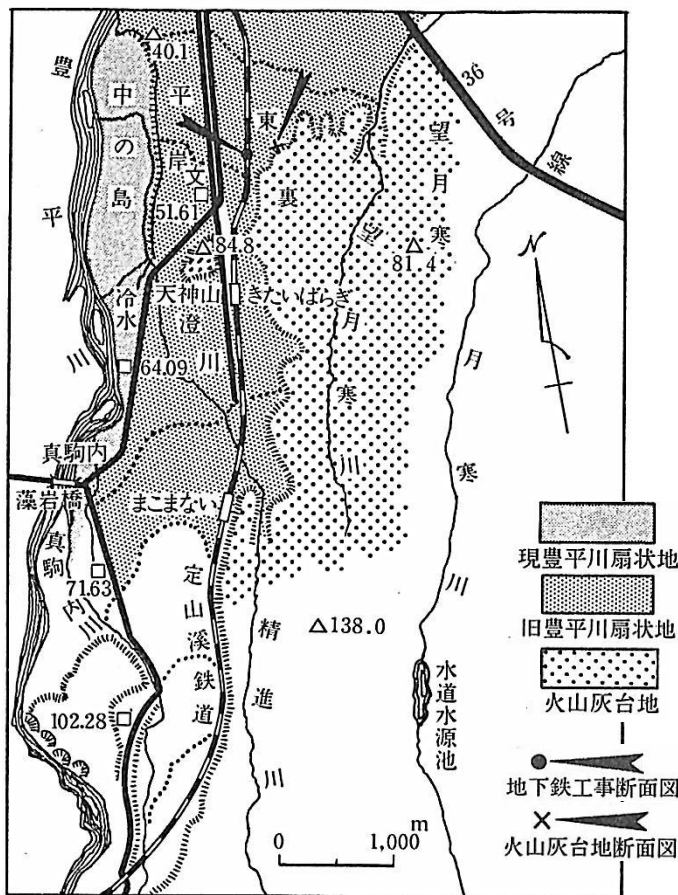 豊平川
中の島
40.1
平岸
文
51.61
84.8
天神山
きたいばらぎ
澄川
冷水
64.09
真駒内
藻岩橋
まこまない
真駒内川
71.63
102.28
定山溪鉄道
精進川
138.0
東裏
望月寒
望月寒川
81.4
月寒川
36号線
水道水源池
N
0 1,000 m
現豊平川扇状地
旧豊平川扇状地
火山灰台地
地下鉄工事断面図
火山灰台地断面図